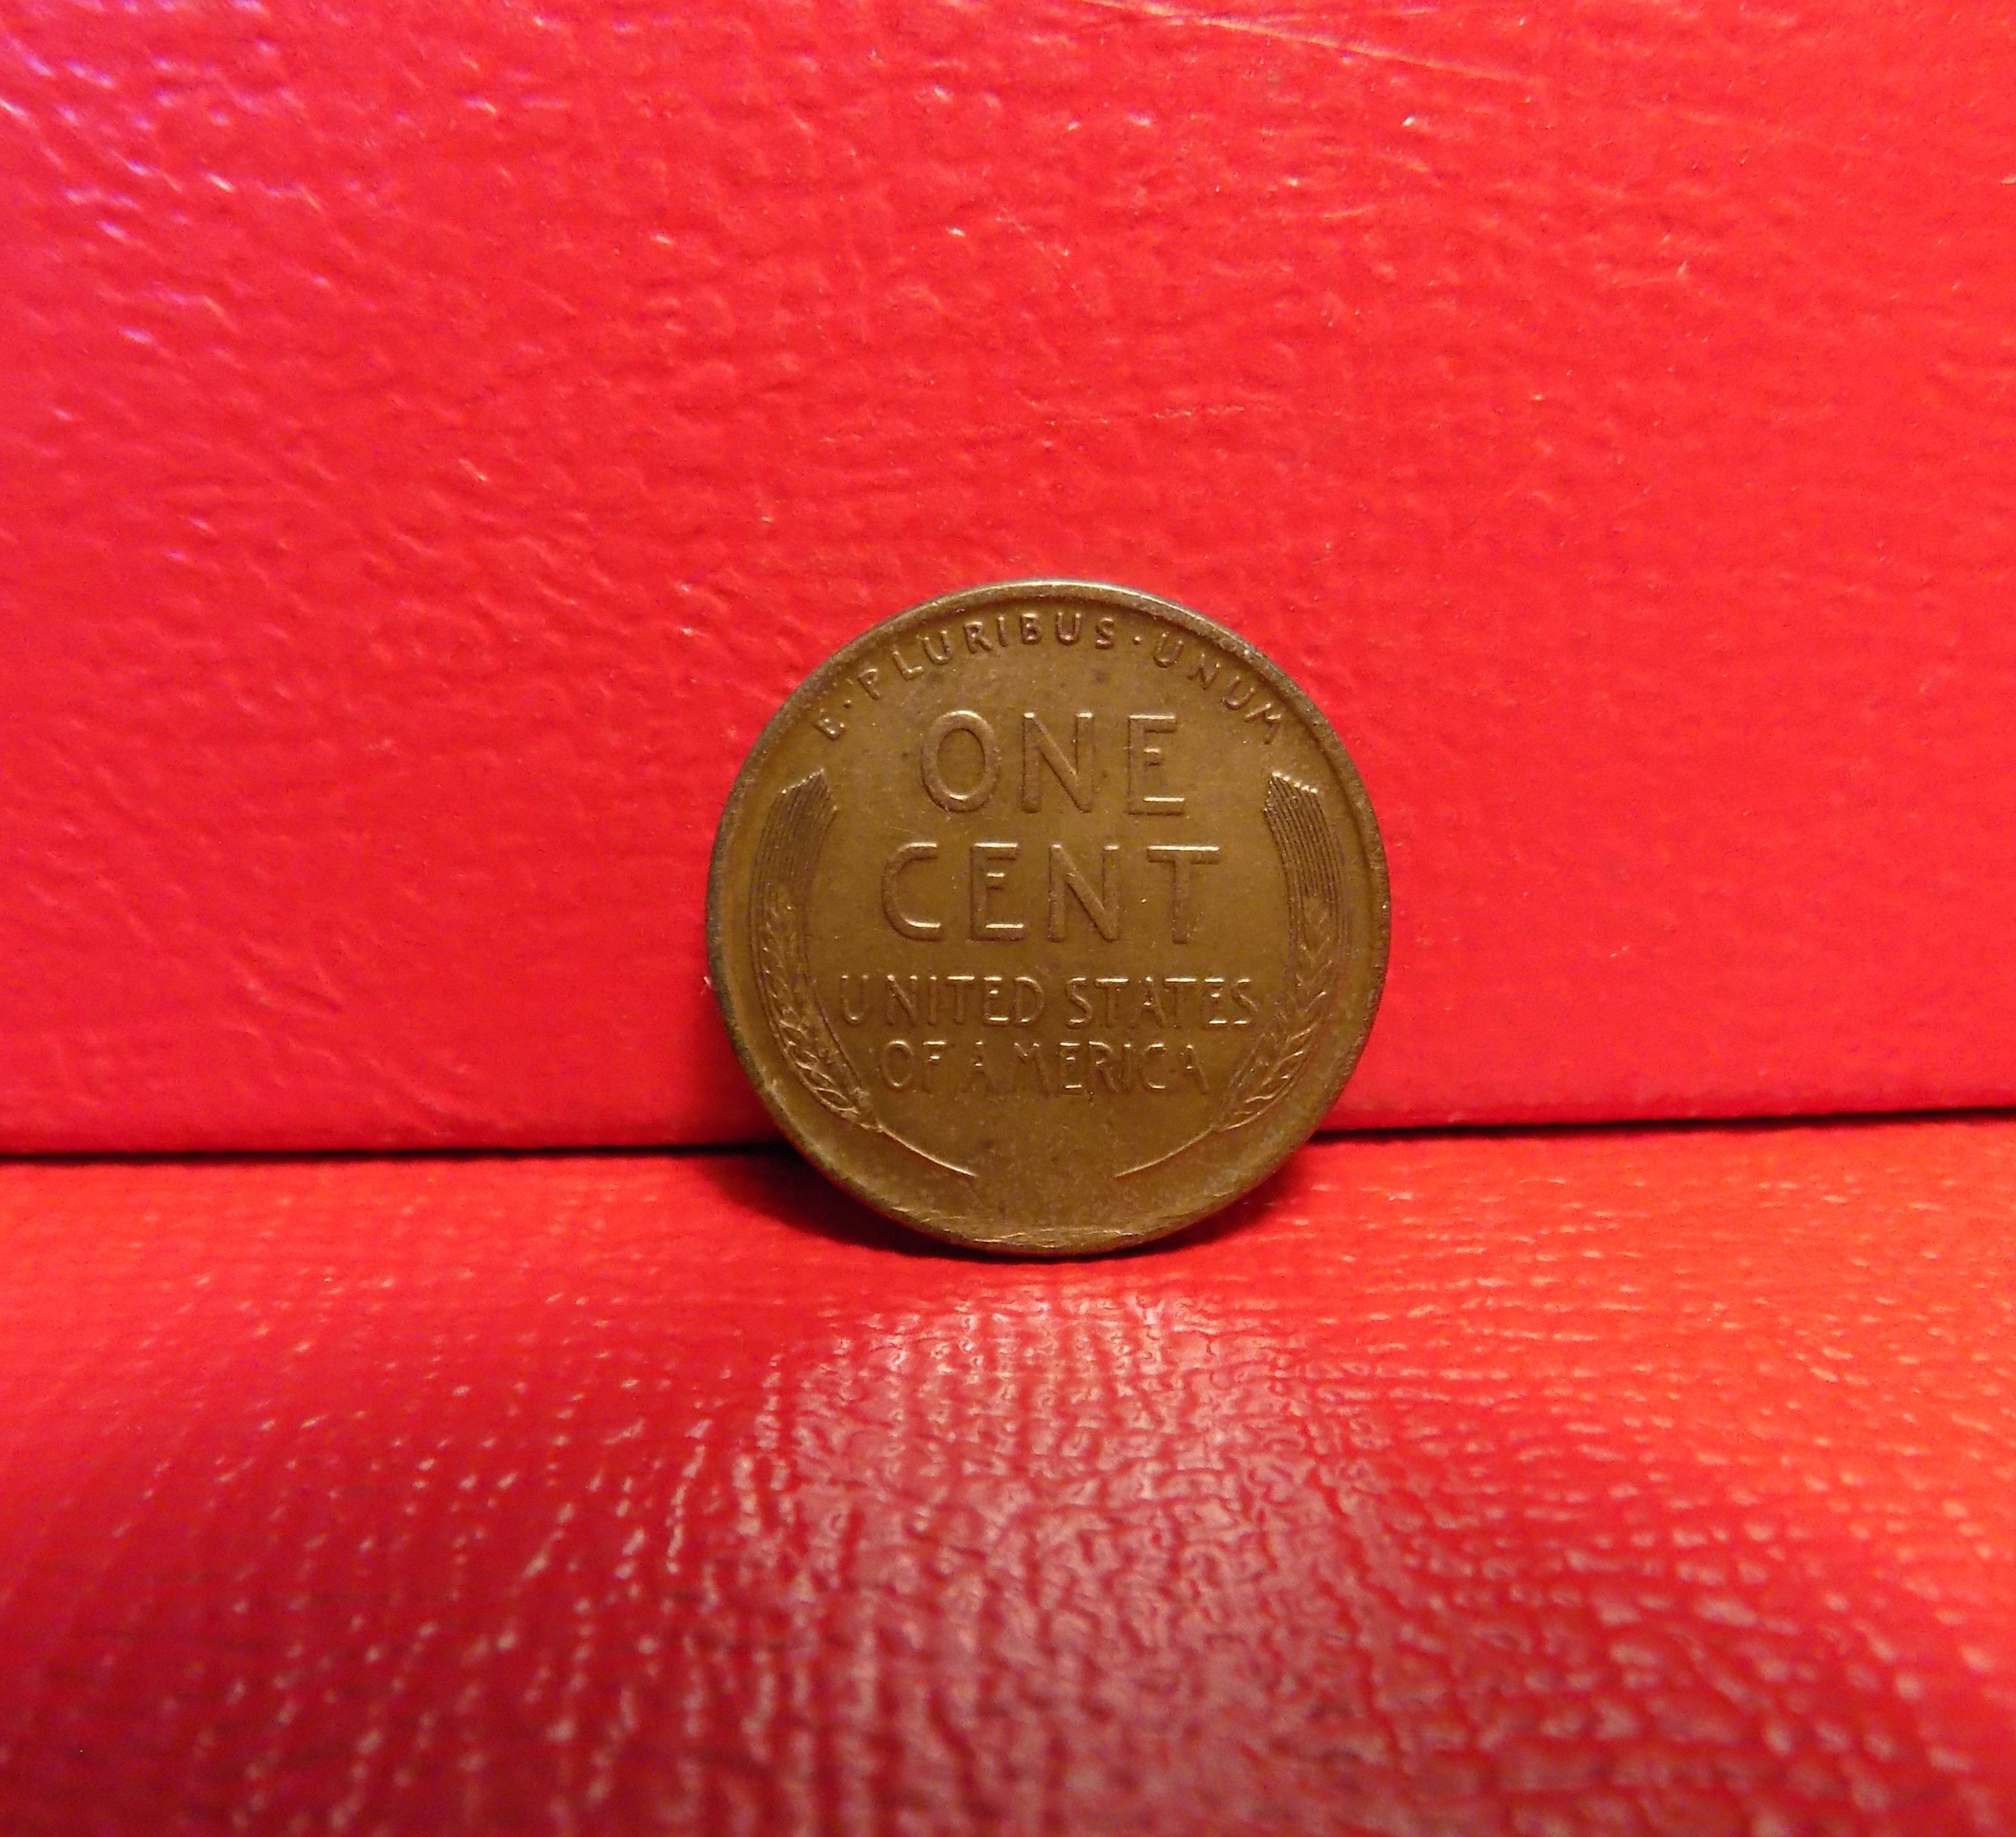 E·PLURIBUS·UNUM
ONE
CENT
UNITED STATES
OF AMERICA